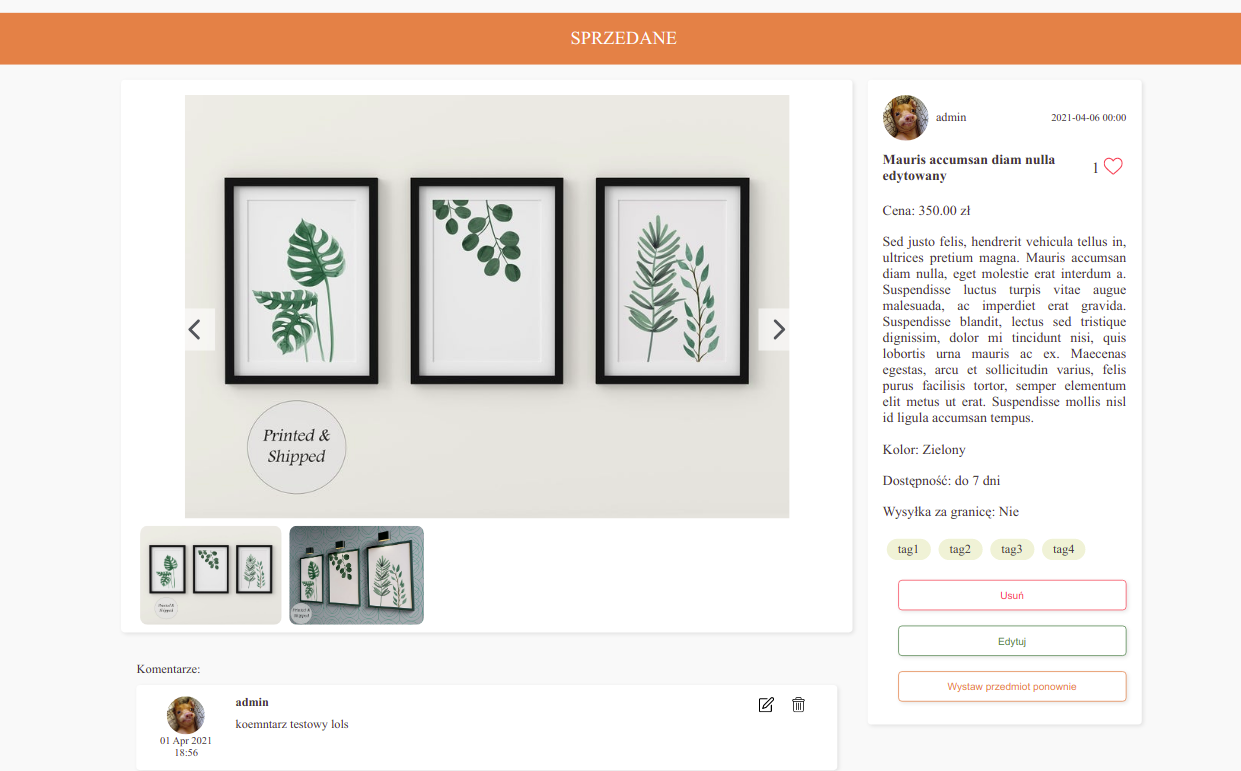 SPRZEDANE
Printed &
Shipped
Printed &
Shipped
Printed &
Shipped
admin
2021-04-06 00:00
Mauris accumsan diam nulla
edytowany
1
Cena: 350.00 zł
Sed justo felis, hendrerit vehicula tellus in,
ultrices pretium magna. Mauris accumsan
diam nulla, eget molestie erat interdum a.
Suspendisse luctus turpis vitae augue
malesuada, ac imperdiet erat gravida.
Suspendisse blandit, lectus sed tristique
dignissim, dolor mi tincidunt nisi, quis
lobortis urna mauris ac ex. Maecenas
egestas, arcu et sollicitudin varius, felis
purus facilisis tortor, semper elementum
elit metus ut erat. Suspendisse mollis nisl
id ligula accumsan tempus.
Kolor: Zielony
Dostępność: do 7 dni
Wysyłka za granicę: Nie
tag1 tag2 tag3 tag4
Usuń
Edytuj
Wystaw przedmiot ponownie
Komentarze:
admin
koemntarz testowy lols
01 Apr 2021
18:56